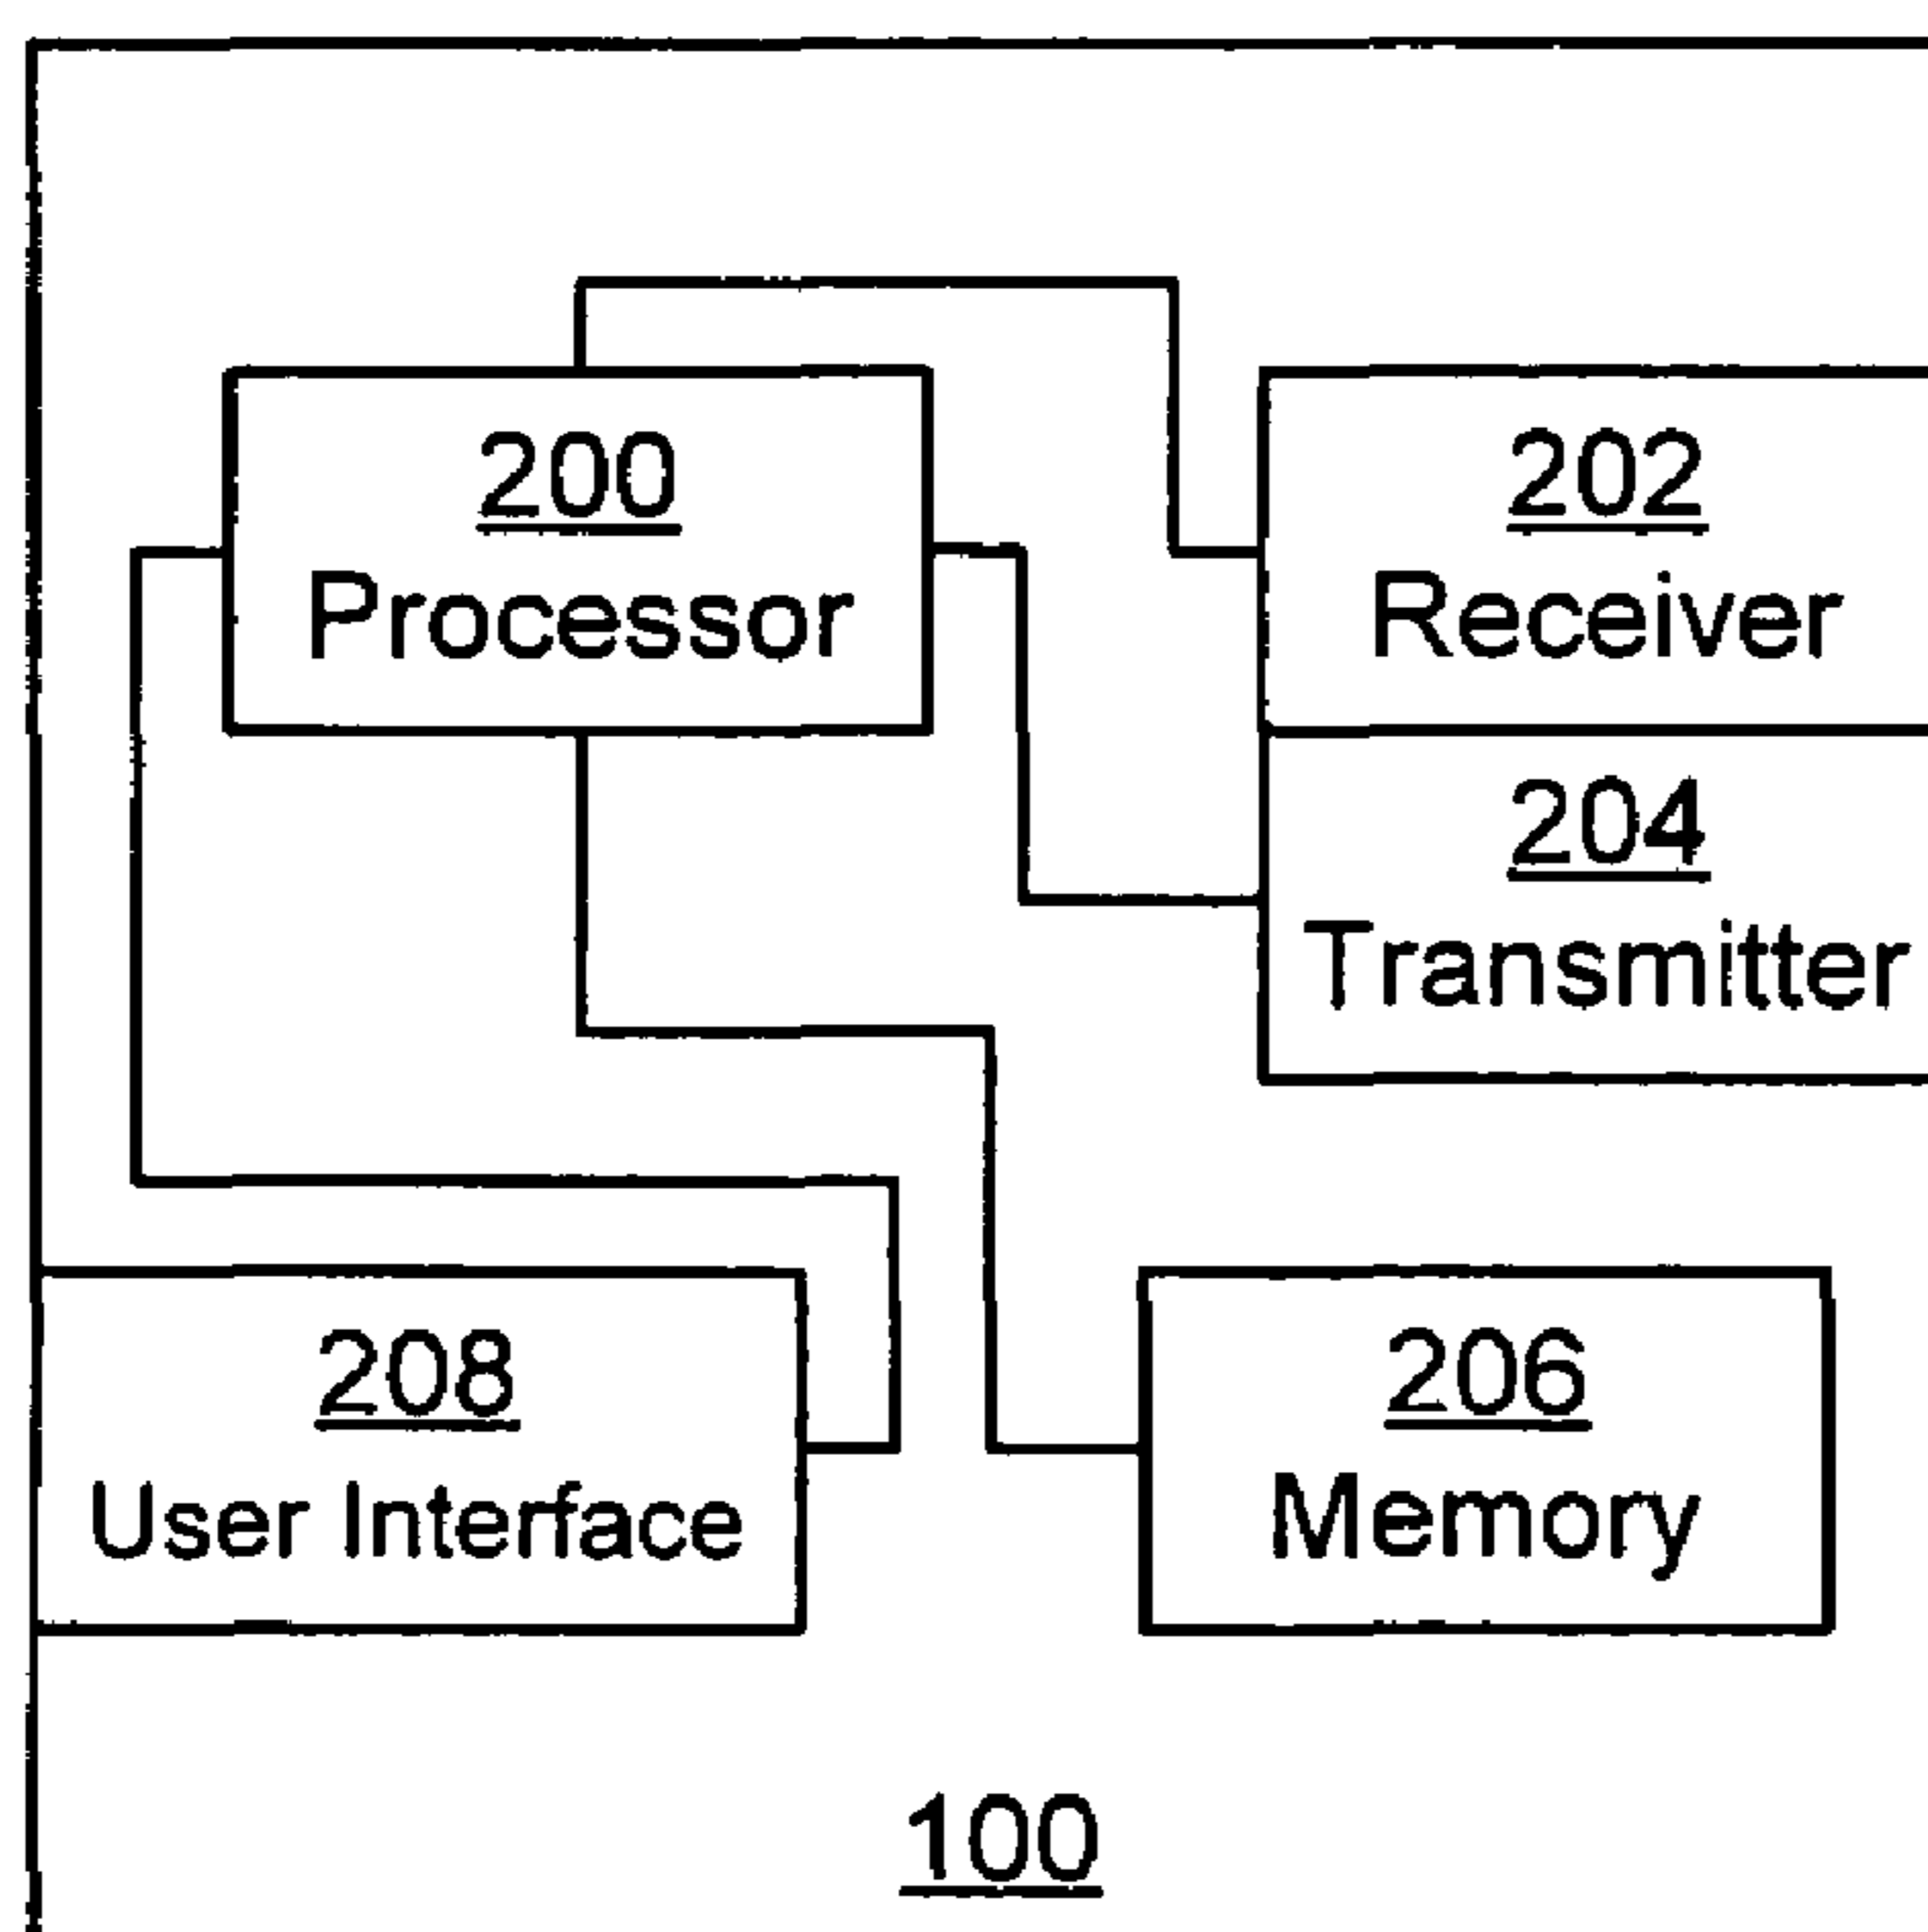 200
Processor
202
Receiver
204
Transmitter
208
User Interface
206
Memory
100